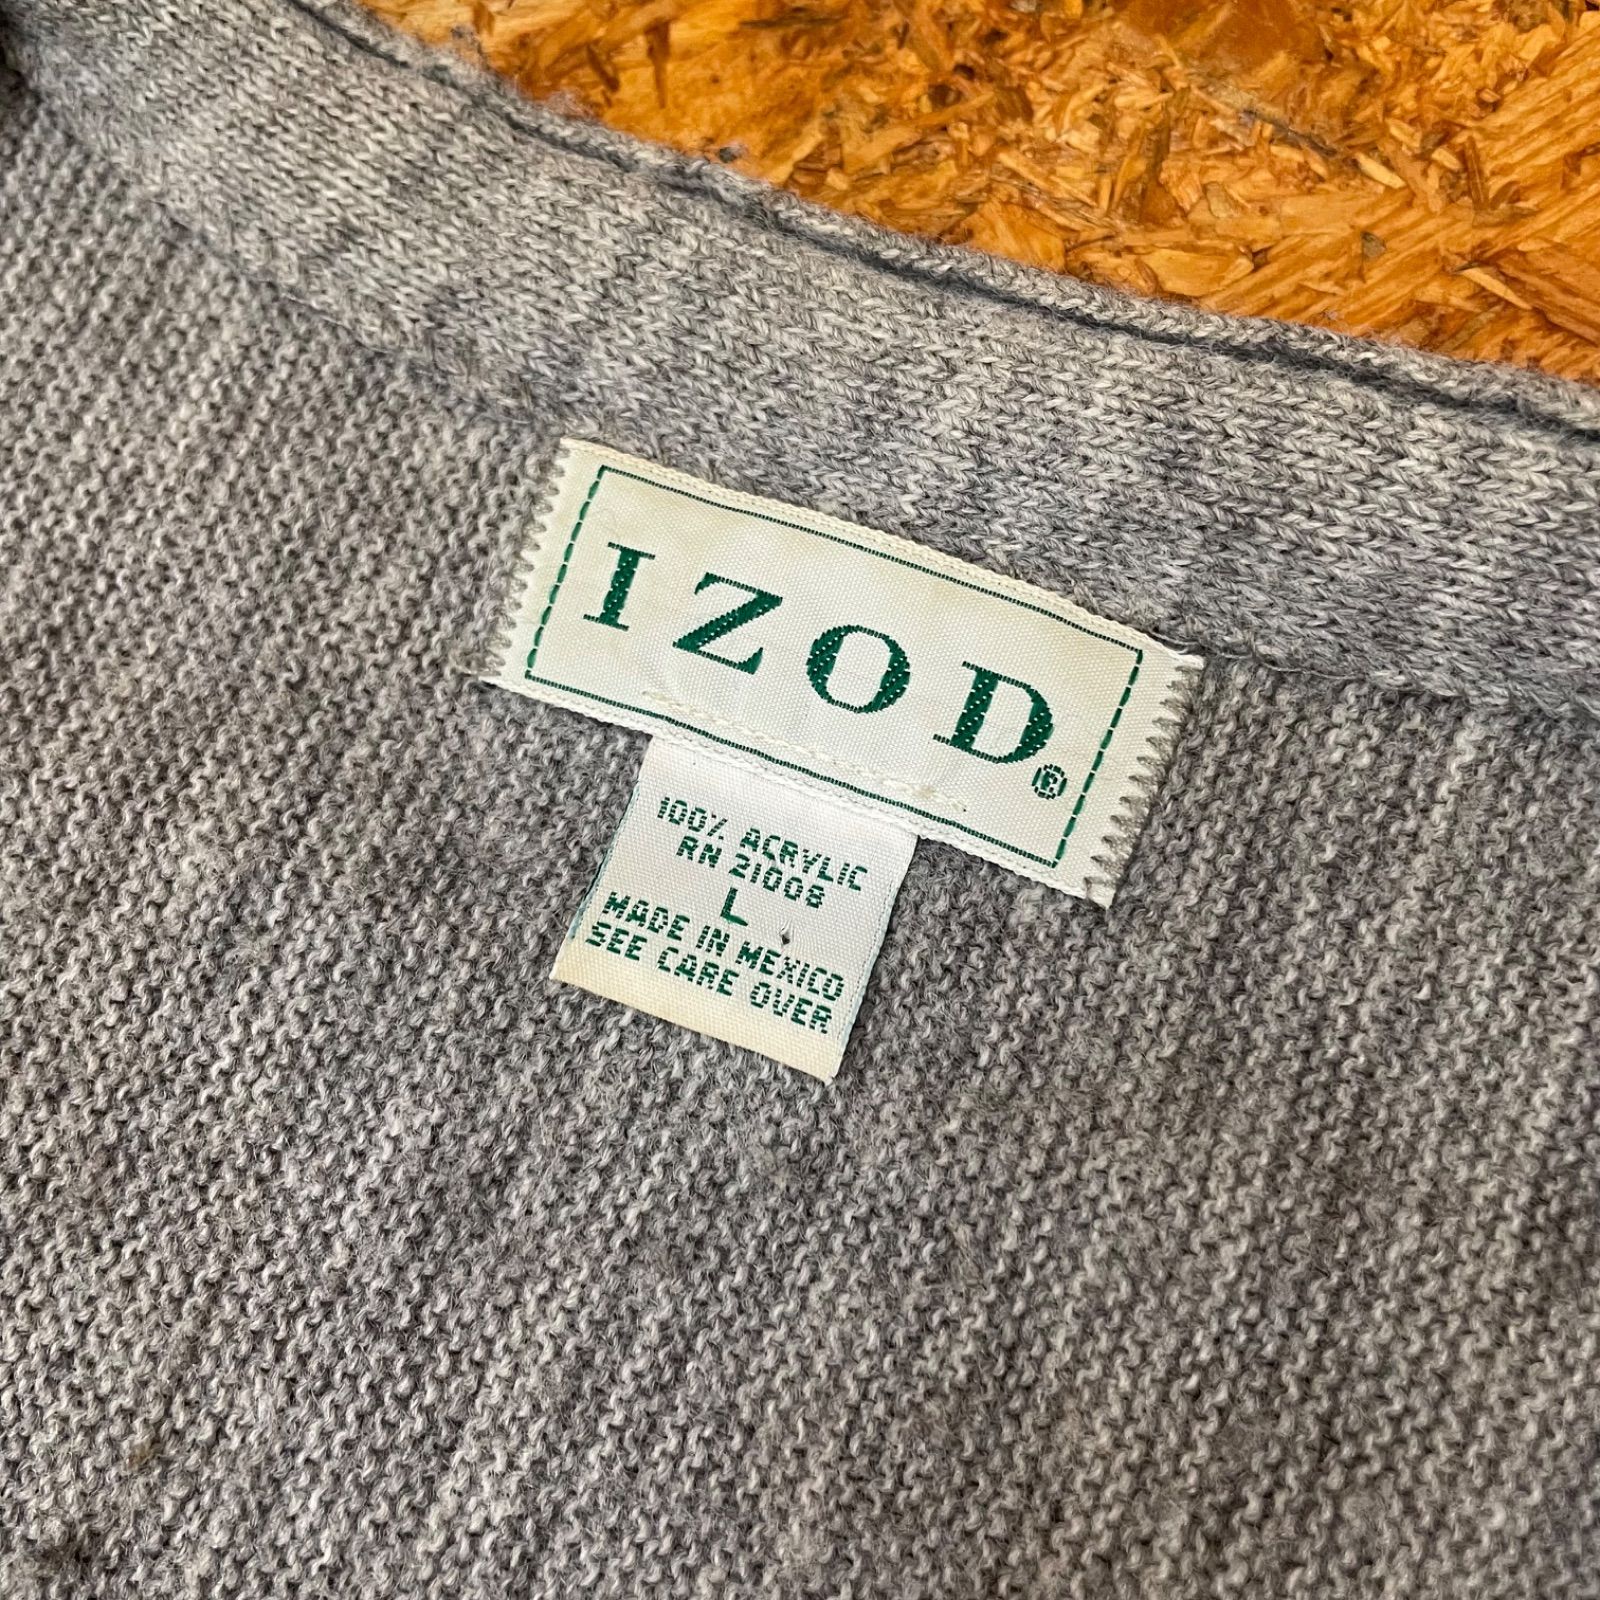 IZOD®
100% ACRYLIC
RN 21008
L
MADE IN MEXICO
SEE CARE OVER